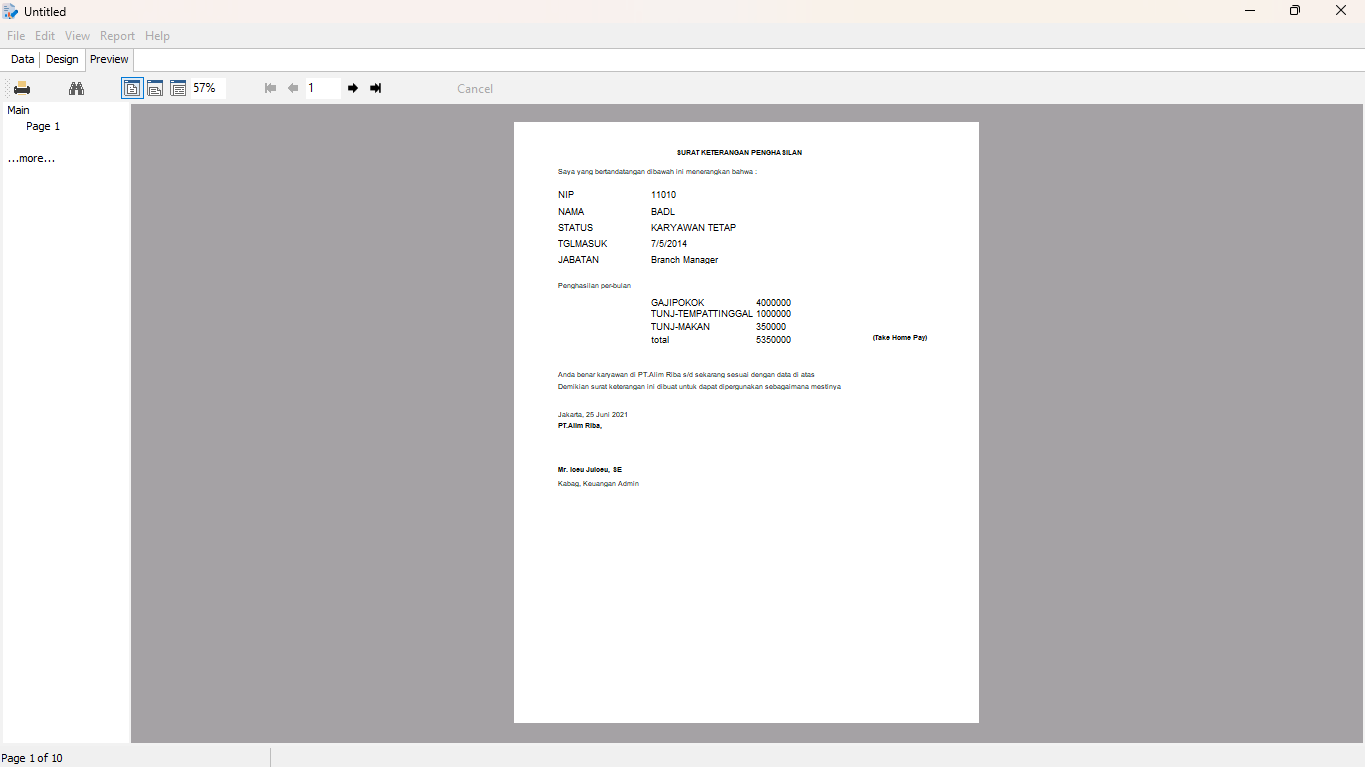 Untitled
File Edit View Report Help
Data Design Preview
57% 1 Cancel
Main
Page 1
...more...
SURAT KETERANGAN PENGHASILAN
Saya yang bertandatangan dibawah ini menerangkan bahwa :
NIP 11010
NAMA BADL
STATUS KARYAWAN TETAP
TGLMASUK 7/5/2014
JABATAN Branch Manager
Penghasilan per-bulan
GAJIPOKOK 4000000
TUNJ-TEMPATTINGGAL 1000000
TUNJ-MAKAN 350000
total 5350000 (Take Home Pay)
Anda benar karyawan di PT.Alim Riba s/d sekarang sesuai dengan data di atas
Demikian surat keterangan ini dibuat untuk dapat dipergunakan sebagaimana mestinya
Jakarta, 25 Juni 2021
PT.Alim Riba,
Mr. Ioeu Juloeu, SE
Kabag, Keuangan Admin
Page 1 of 10